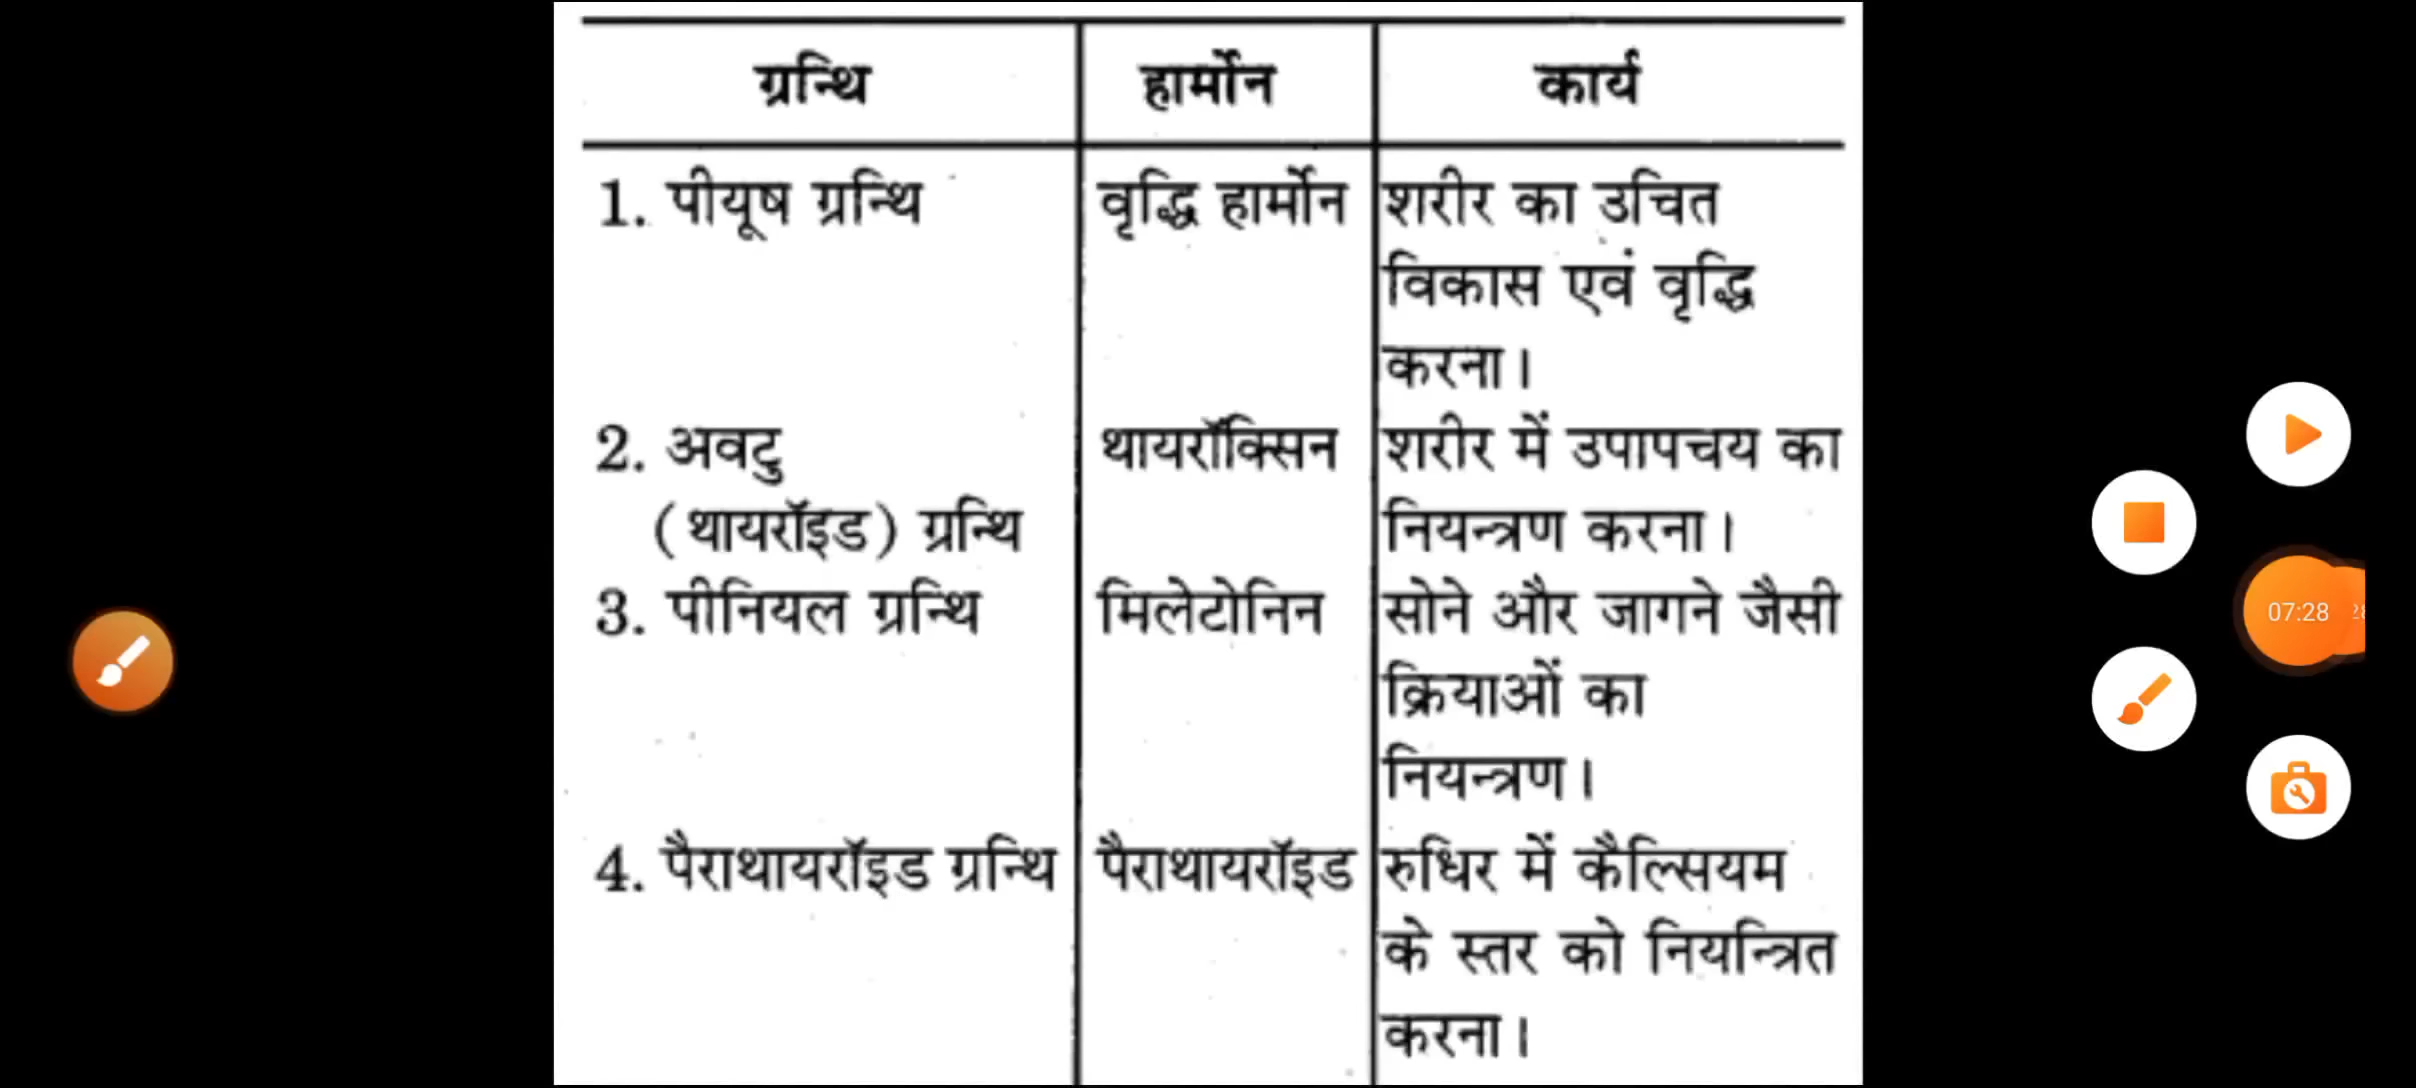 ग्रन्थि हार्मोन कार्य
1. पीयूष ग्रन्थि वृद्धि हार्मोन शरीर का उचित
विकास एवं वृद्धि
करना।
2. अवटु थायरॉक्सिन शरीर में उपापचय का
(थायरॉइड) ग्रन्थि नियन्त्रण करना।
3. पीनियल ग्रन्थि मिलेटोनिन सोने और जागने जैसी
क्रियाओं का
नियन्त्रण।
4. पैराथायरॉइड ग्रन्थि पैराथायरॉइड रुधिर में कैल्सियम
के स्तर को नियन्त्रित
करना।
07:28